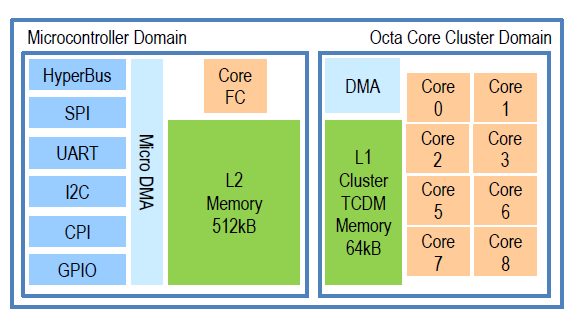 Microcontroller Domain
Octa Core Cluster Domain
HyperBus
SPI
UART
I2C
CPI
GPIO
Micro DMA
Core
FC
L2
Memory
512kB
DMA
L1
Cluster
TCDM
Memory
64kB
Core
0
Core
1
Core
2
Core
3
Core
5
Core
6
Core
7
Core
8